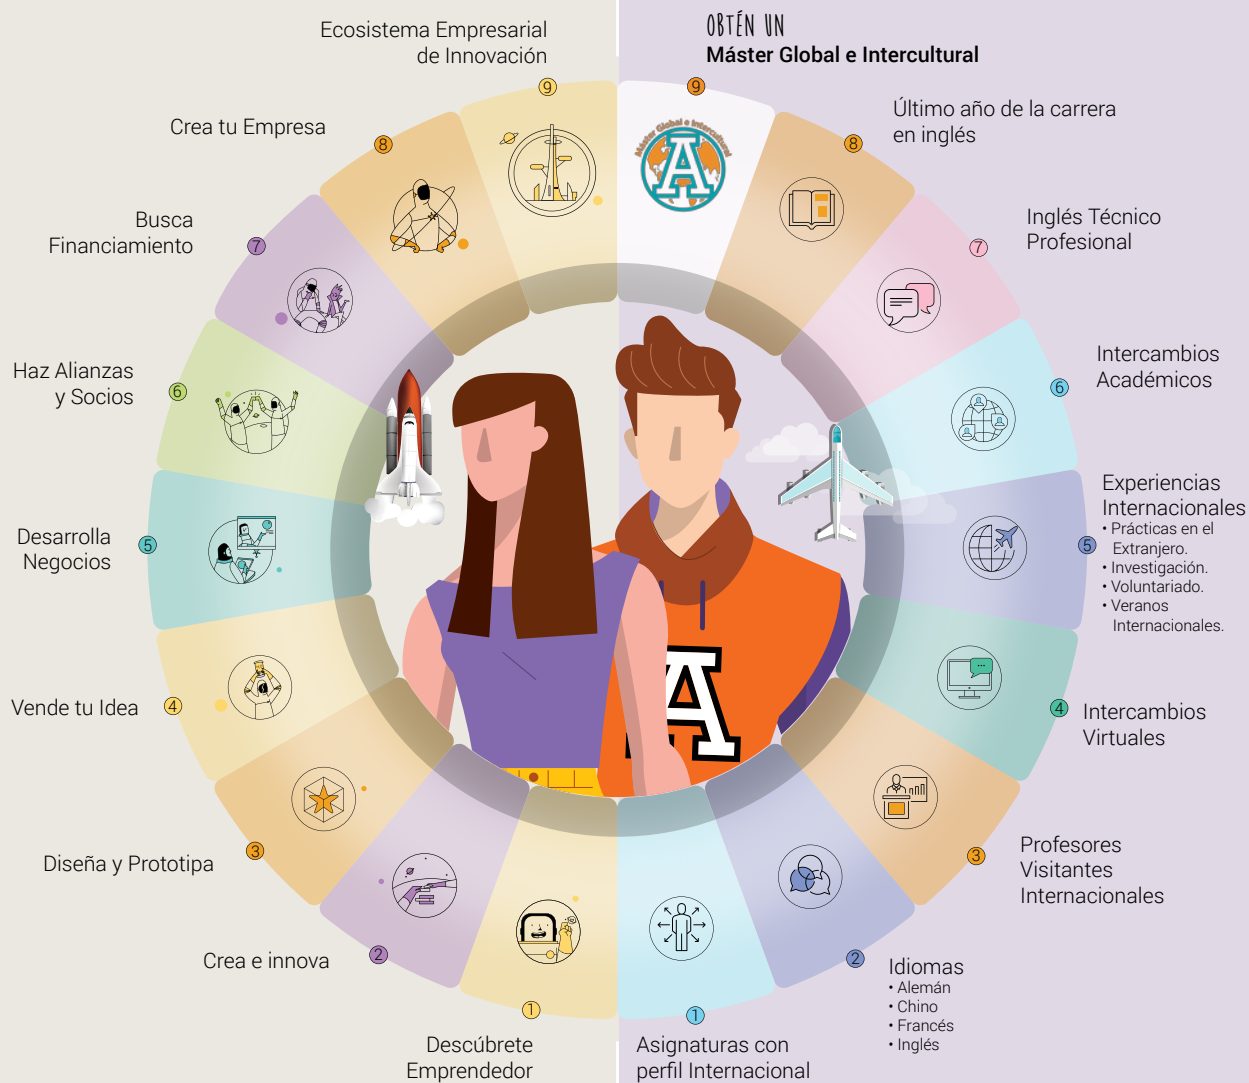 Ecosistema Empresarial
de Innovación
9
Crea tu Empresa
8
Busca
Financiamiento
7
Haz Alianzas
y Socios
6
Desarrolla
Negocios
5
Vende tu Idea
4
Diseña y Prototipa
3
Crea e innova
2
1
Descúbrete
Emprendedor
OBTÉN UN
Máster Global e Intercultural
9
Máster Global e Intercultural
A
Último año de la carrera
en inglés
8
Inglés Técnico
Profesional
7
Intercambios
Académicos
6
Experiencias
Internacionales
• Prácticas en el
Extranjero.
• Investigación.
• Voluntariado.
• Veranos
Internacionales.
5
4
Intercambios
Virtuales
3
Profesores
Visitantes
Internacionales
2
Idiomas
• Alemán
• Chino
• Francés
• Inglés
1
Asignaturas con
perfil Internacional
A